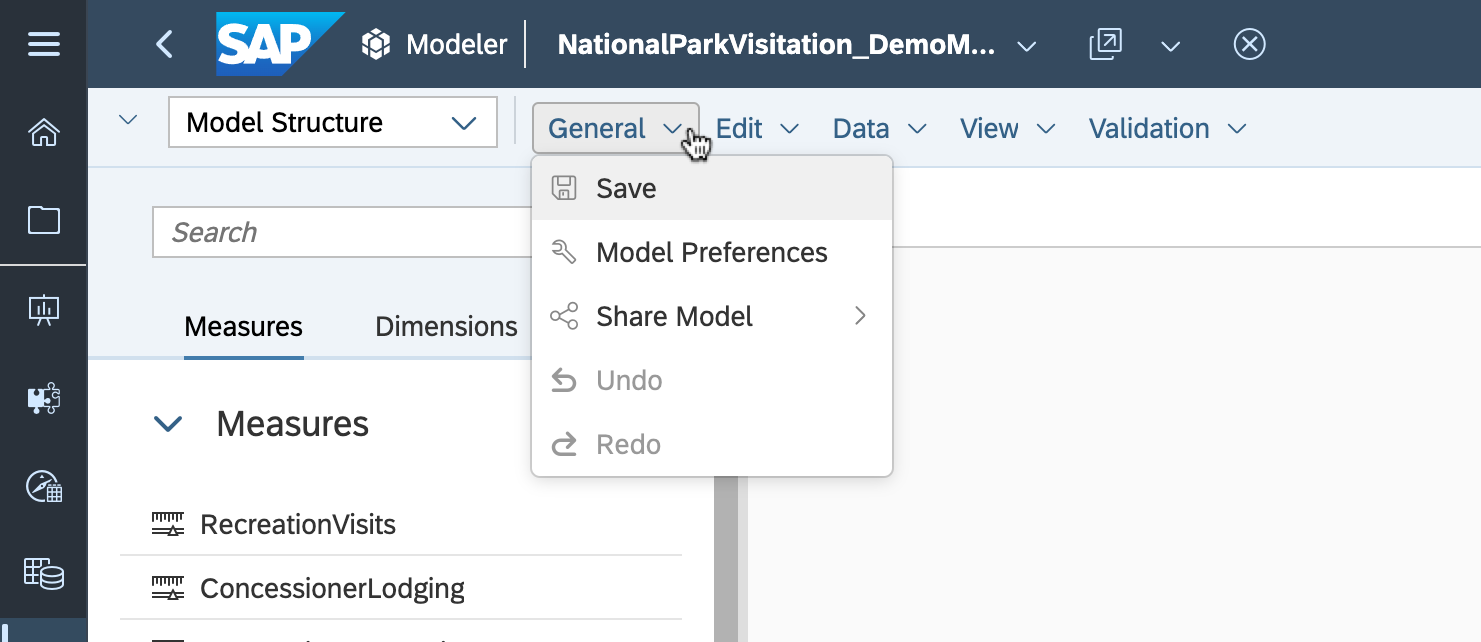 SAP Modeler NationalParkVisitation_DemoM...
Model Structure General Edit Data View Validation
Save
Search
Model Preferences
Share Model
Measures Dimensions
Undo
Measures
Redo
RecreationVisits
ConcessionerLodging